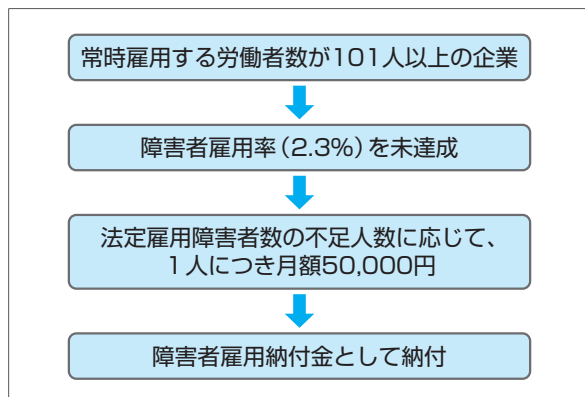 常時雇用する労働者数が101人以上の企業
障害者雇用率（2.3%）を未達成
法定雇用障害者数の不足人数に応じて、
1人につき月額50,000円
障害者雇用納付金として納付